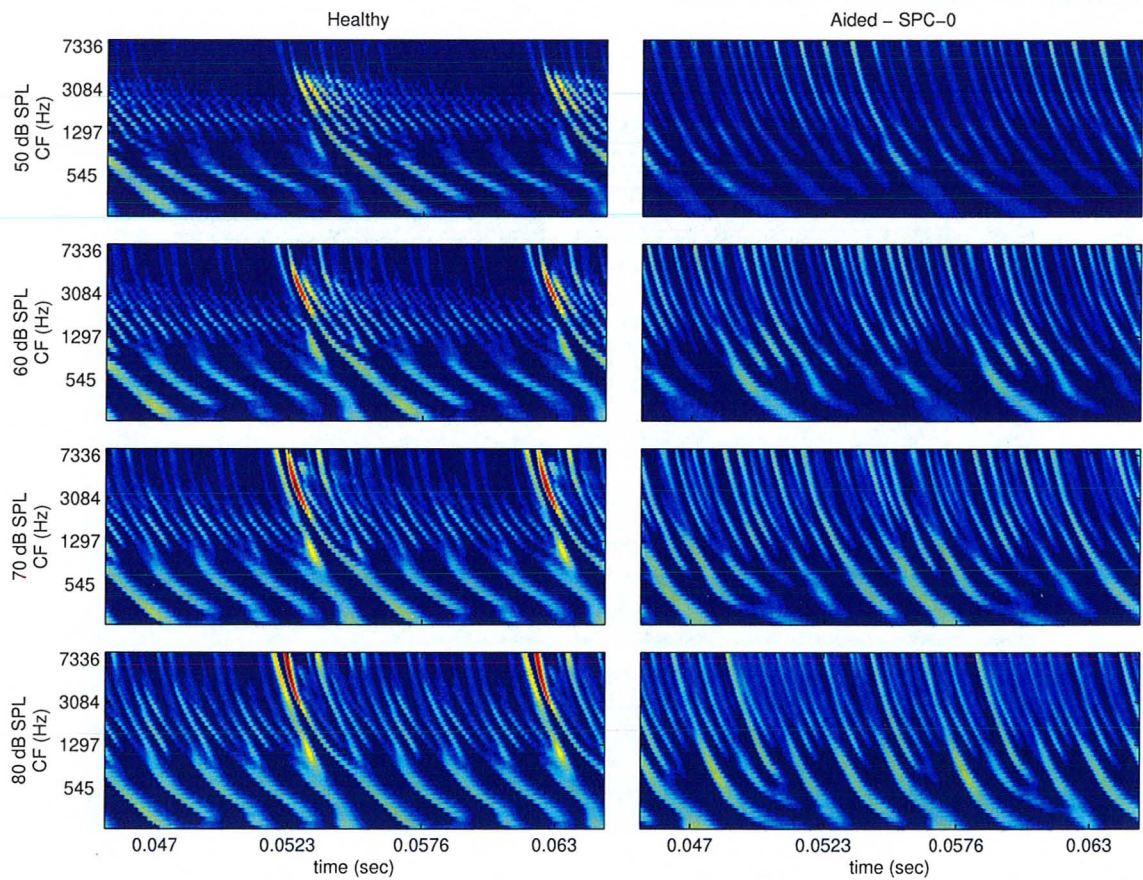 Healthy
Aided – SPC–0
50 dB SPL
CF (Hz)
7336
3084
1297
545
60 dB SPL
CF (Hz)
7336
3084
1297
545
70 dB SPL
CF (Hz)
7336
3084
1297
545
80 dB SPL
CF (Hz)
7336
3084
1297
545
0.047
0.0523
0.0576
0.063
time (sec)
0.047
0.0523
0.0576
0.063
time (sec)